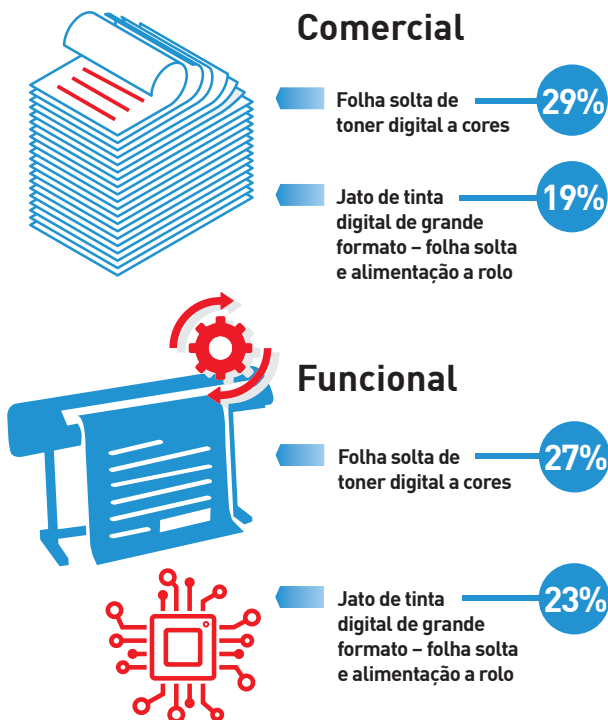 Comercial
Folha solta de
toner digital a cores
29%
Jato de tinta
digital de grande
formato – folha solta
e alimentação a rolo
19%
Funcional
Folha solta de
toner digital a cores
27%
Jato de tinta
digital de grande
formato – folha solta
e alimentação a rolo
23%